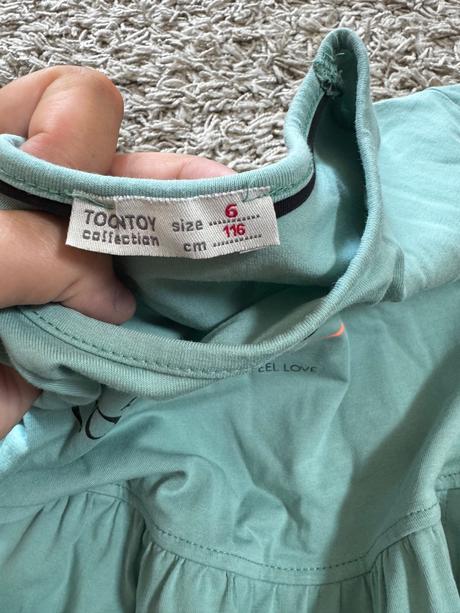 TOONTOY size 6
collection cm 116
EEL LOVE